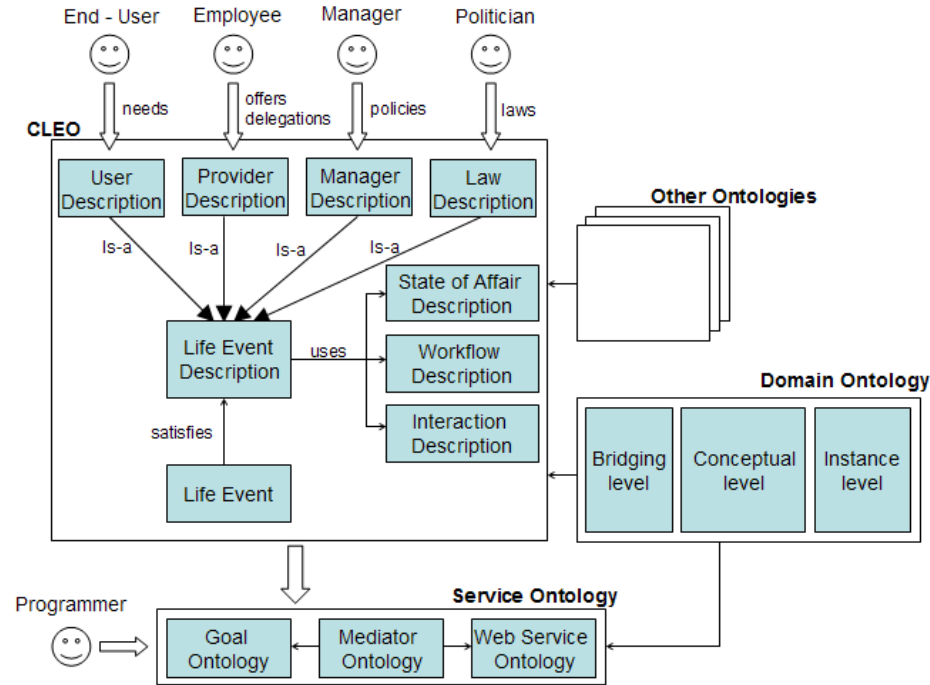 End - User
Employee
Manager
Politician
needs
offers
delegations
policies
laws
CLEO
User
Description
Provider
Description
Manager
Description
Law
Description
Other Ontologies
Is-a
Is-a
Is-a
Is-a
State of Affair
Description
Life Event
Description
uses
Workflow
Description
Domain Ontology
Interaction
Description
satisfies
Bridging
level
Conceptual
level
Instance
level
Life Event
Programmer
Service Ontology
Goal
Ontology
Mediator
Ontology
Web Service
Ontology